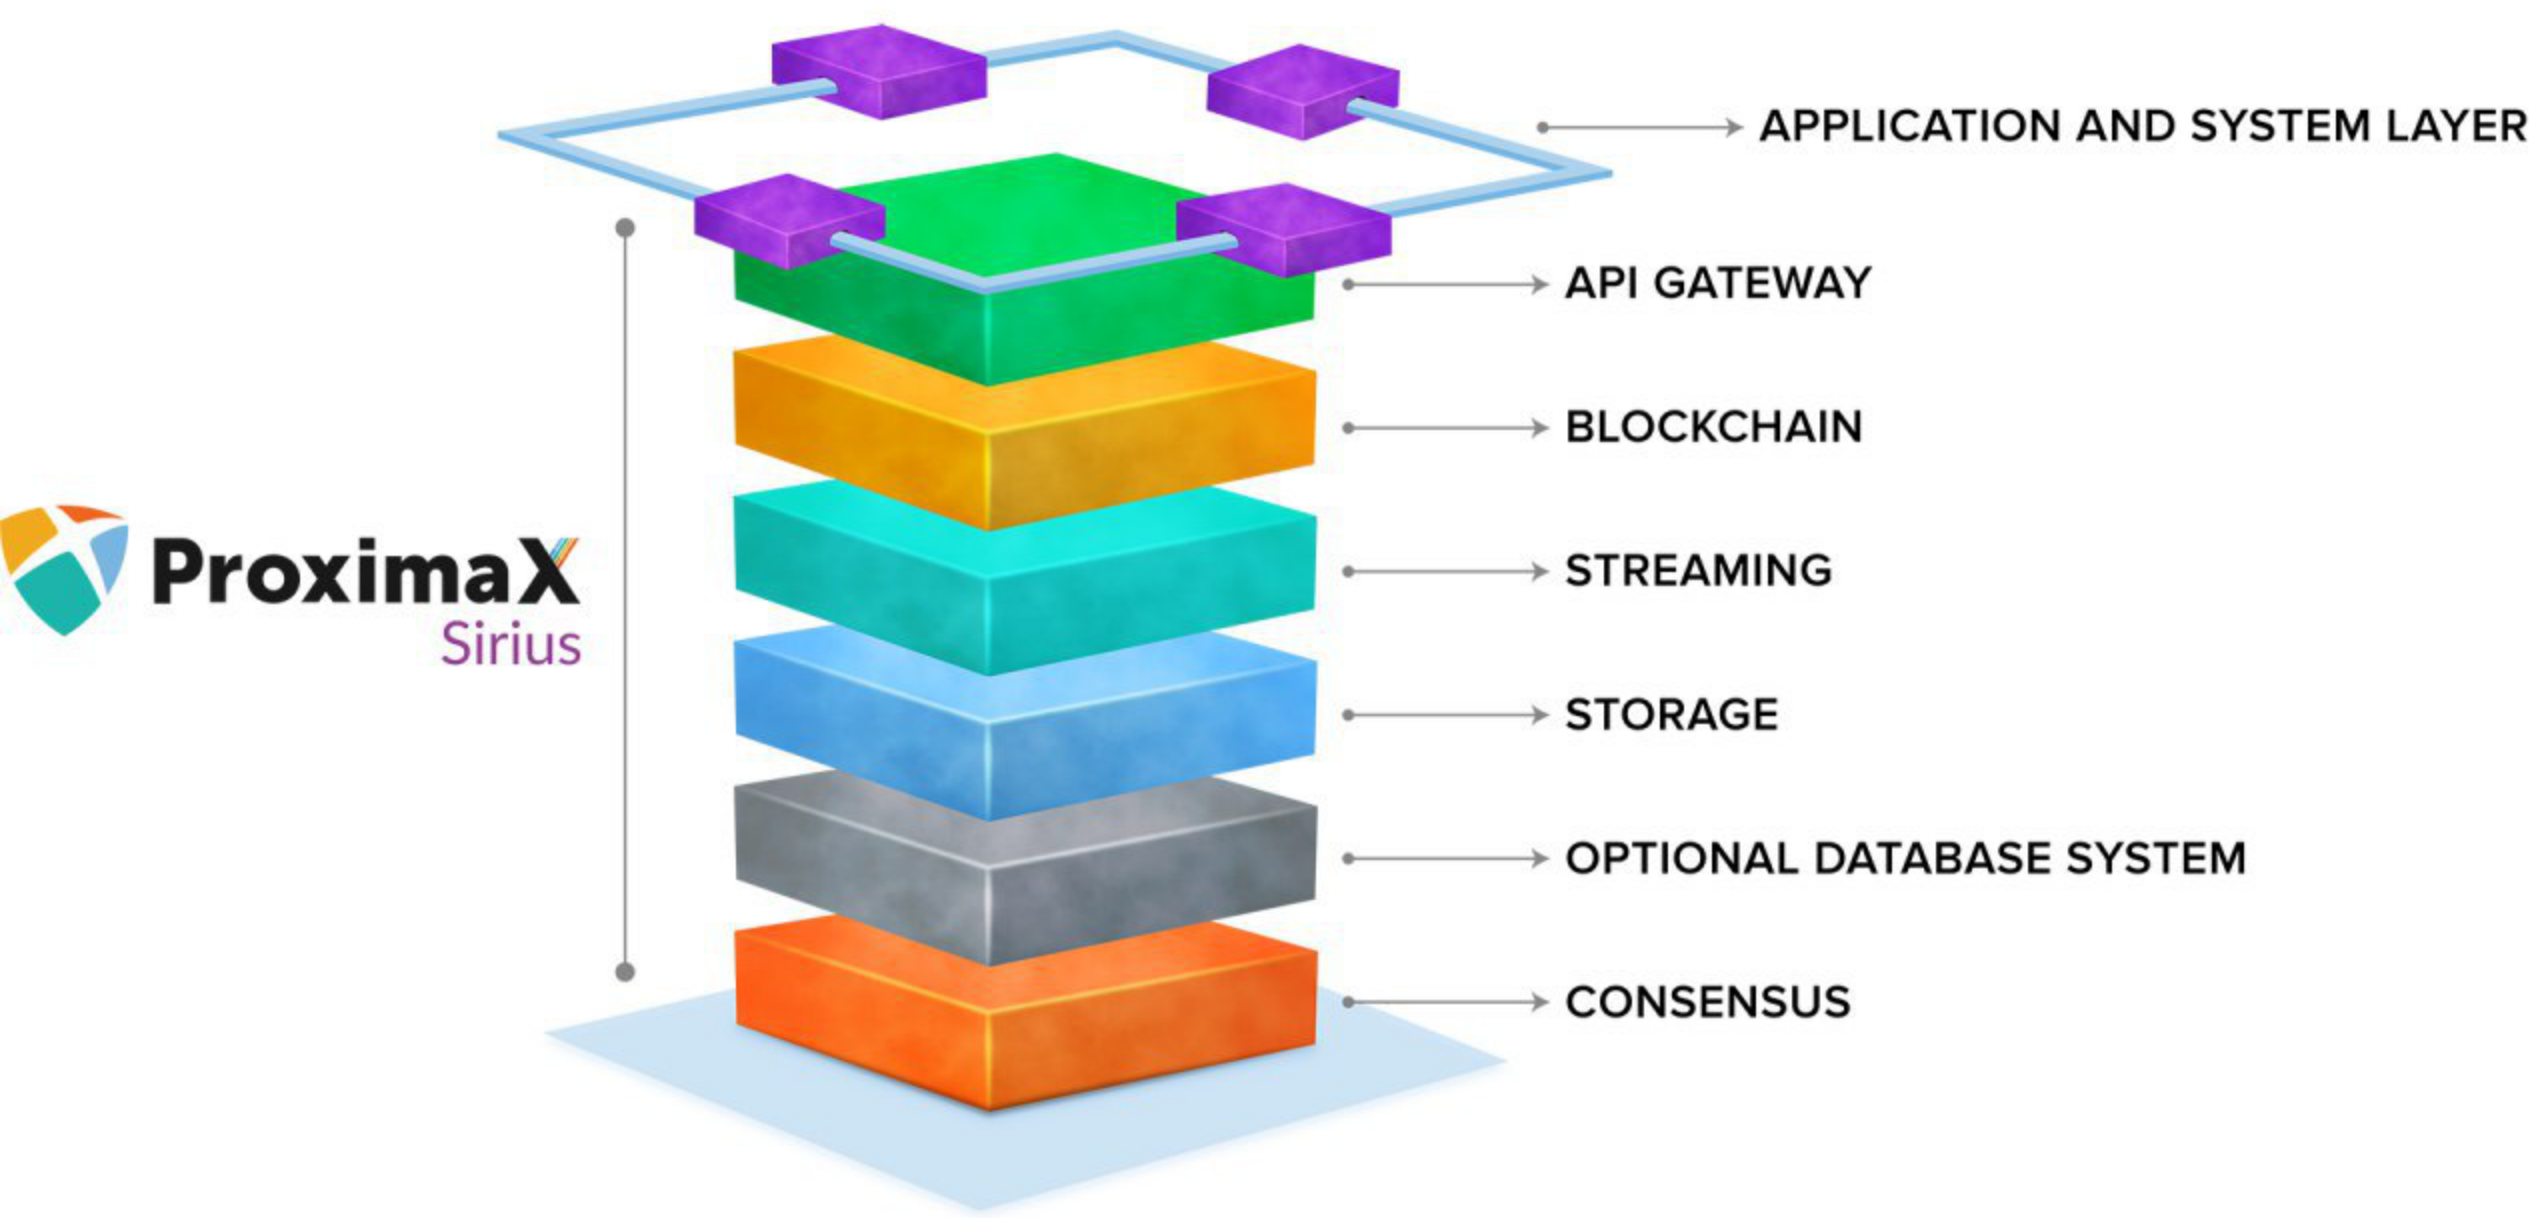 APPLICATION AND SYSTEM LAYER
API GATEWAY
BLOCKCHAIN
STREAMING
ProximaX
Sirius
STORAGE
OPTIONAL DATABASE SYSTEM
CONSENSUS